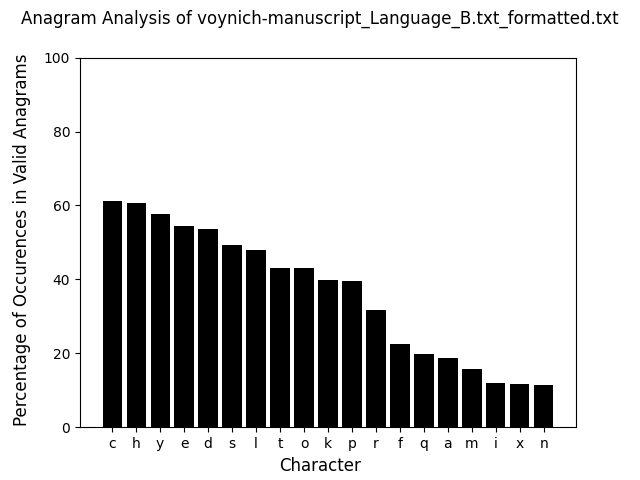 Anagram Analysis of voynich-manuscript_Language_B.txt_formatted.txt
Percentage of Occurences in Valid Anagrams
100
80
60
40
20
0
c h y e d s l t o k p r f q a m i x n
Character